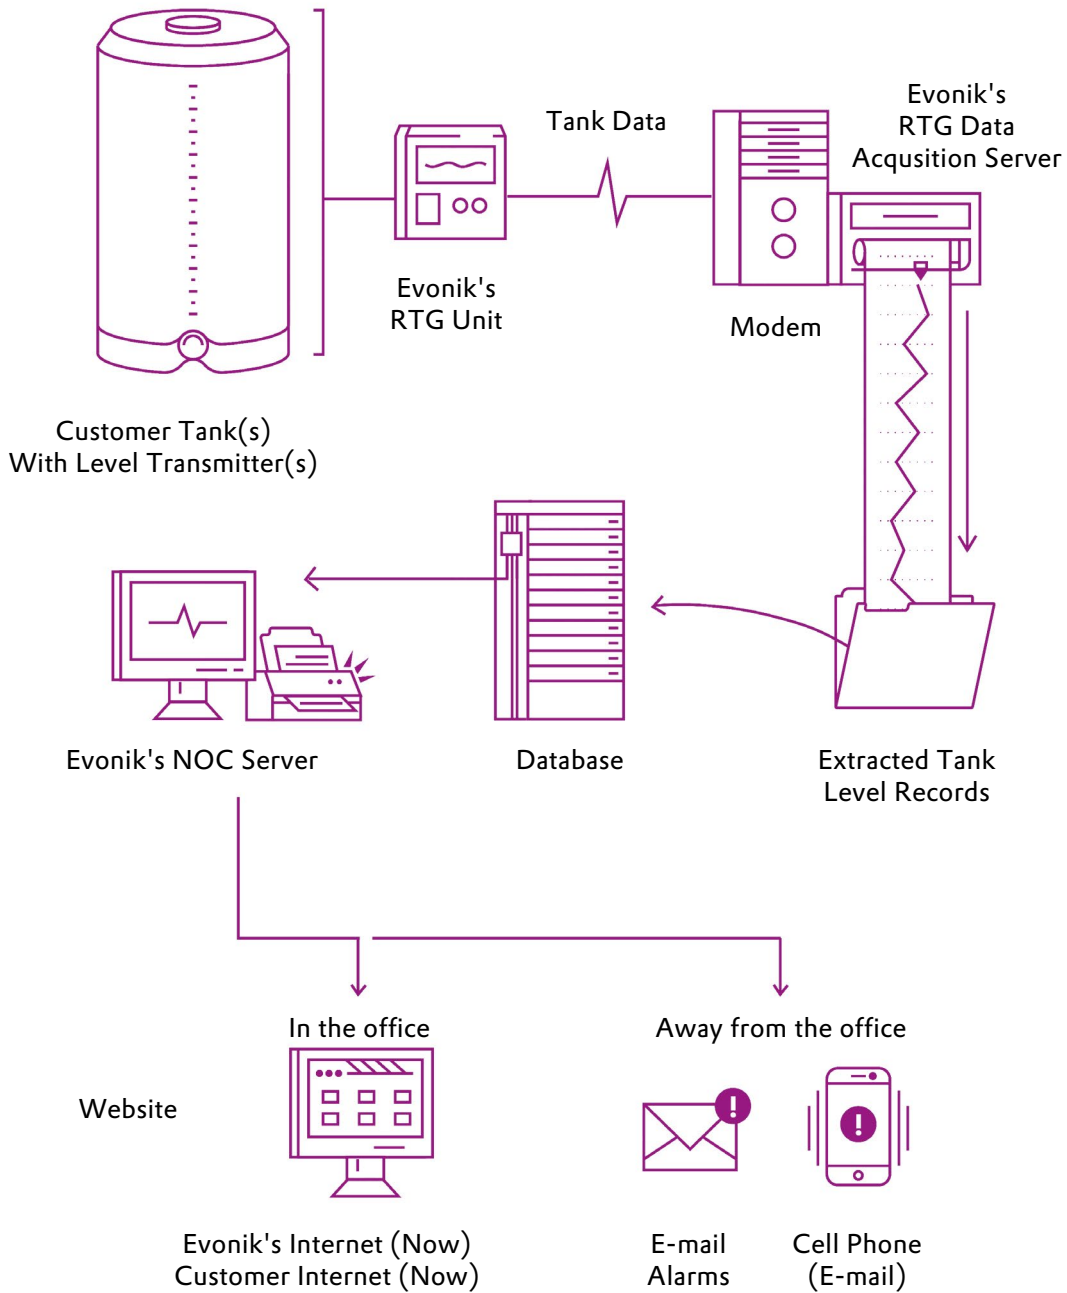 Tank Data
Evonik's
RTG Data
Acqusition Server
Evonik's
RTG Unit
Modem
Customer Tank(s)
With Level Transmitter(s)
Evonik's NOC Server
Database
Extracted Tank
Level Records
In the office
Away from the office
Website
Evonik's Internet (Now)
Customer Internet (Now)
E-mail
Alarms
Cell Phone
(E-mail)